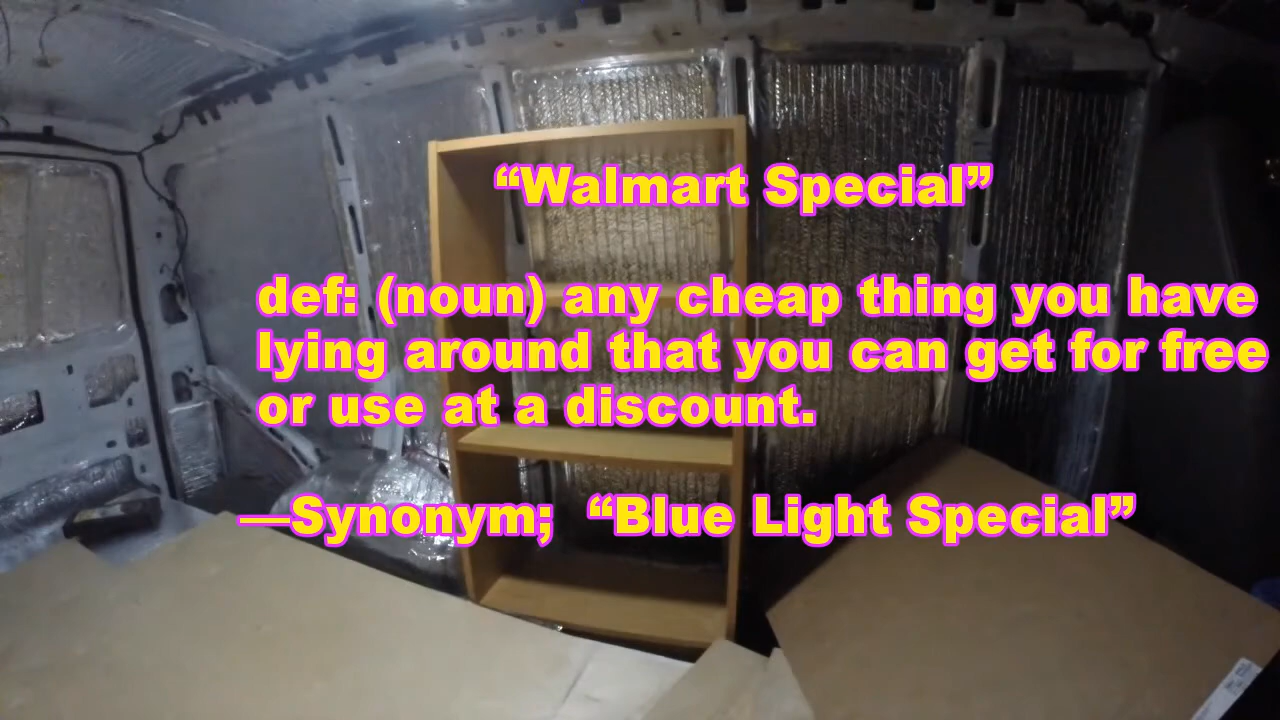 “Walmart Special”
def: (noun) any cheap thing you have
lying around that you can get for free
or use at a discount.
—Synonym; “Blue Light Special”